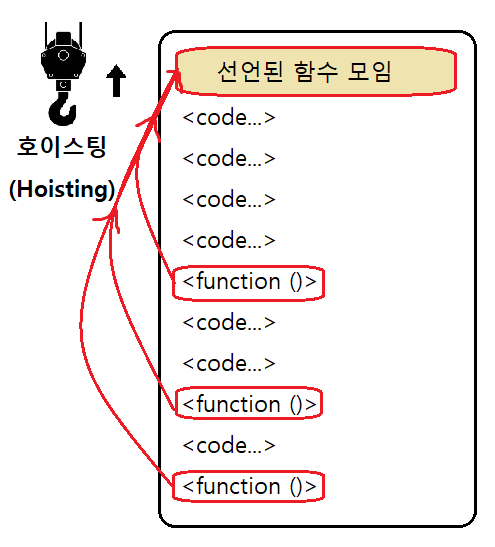 호이스팅
(Hoisting)
선언된 함수 모임
<code...>
<code...>
<code...>
<code...>
<function ()>
<code...>
<code...>
<function ()>
<code...>
<function ()>